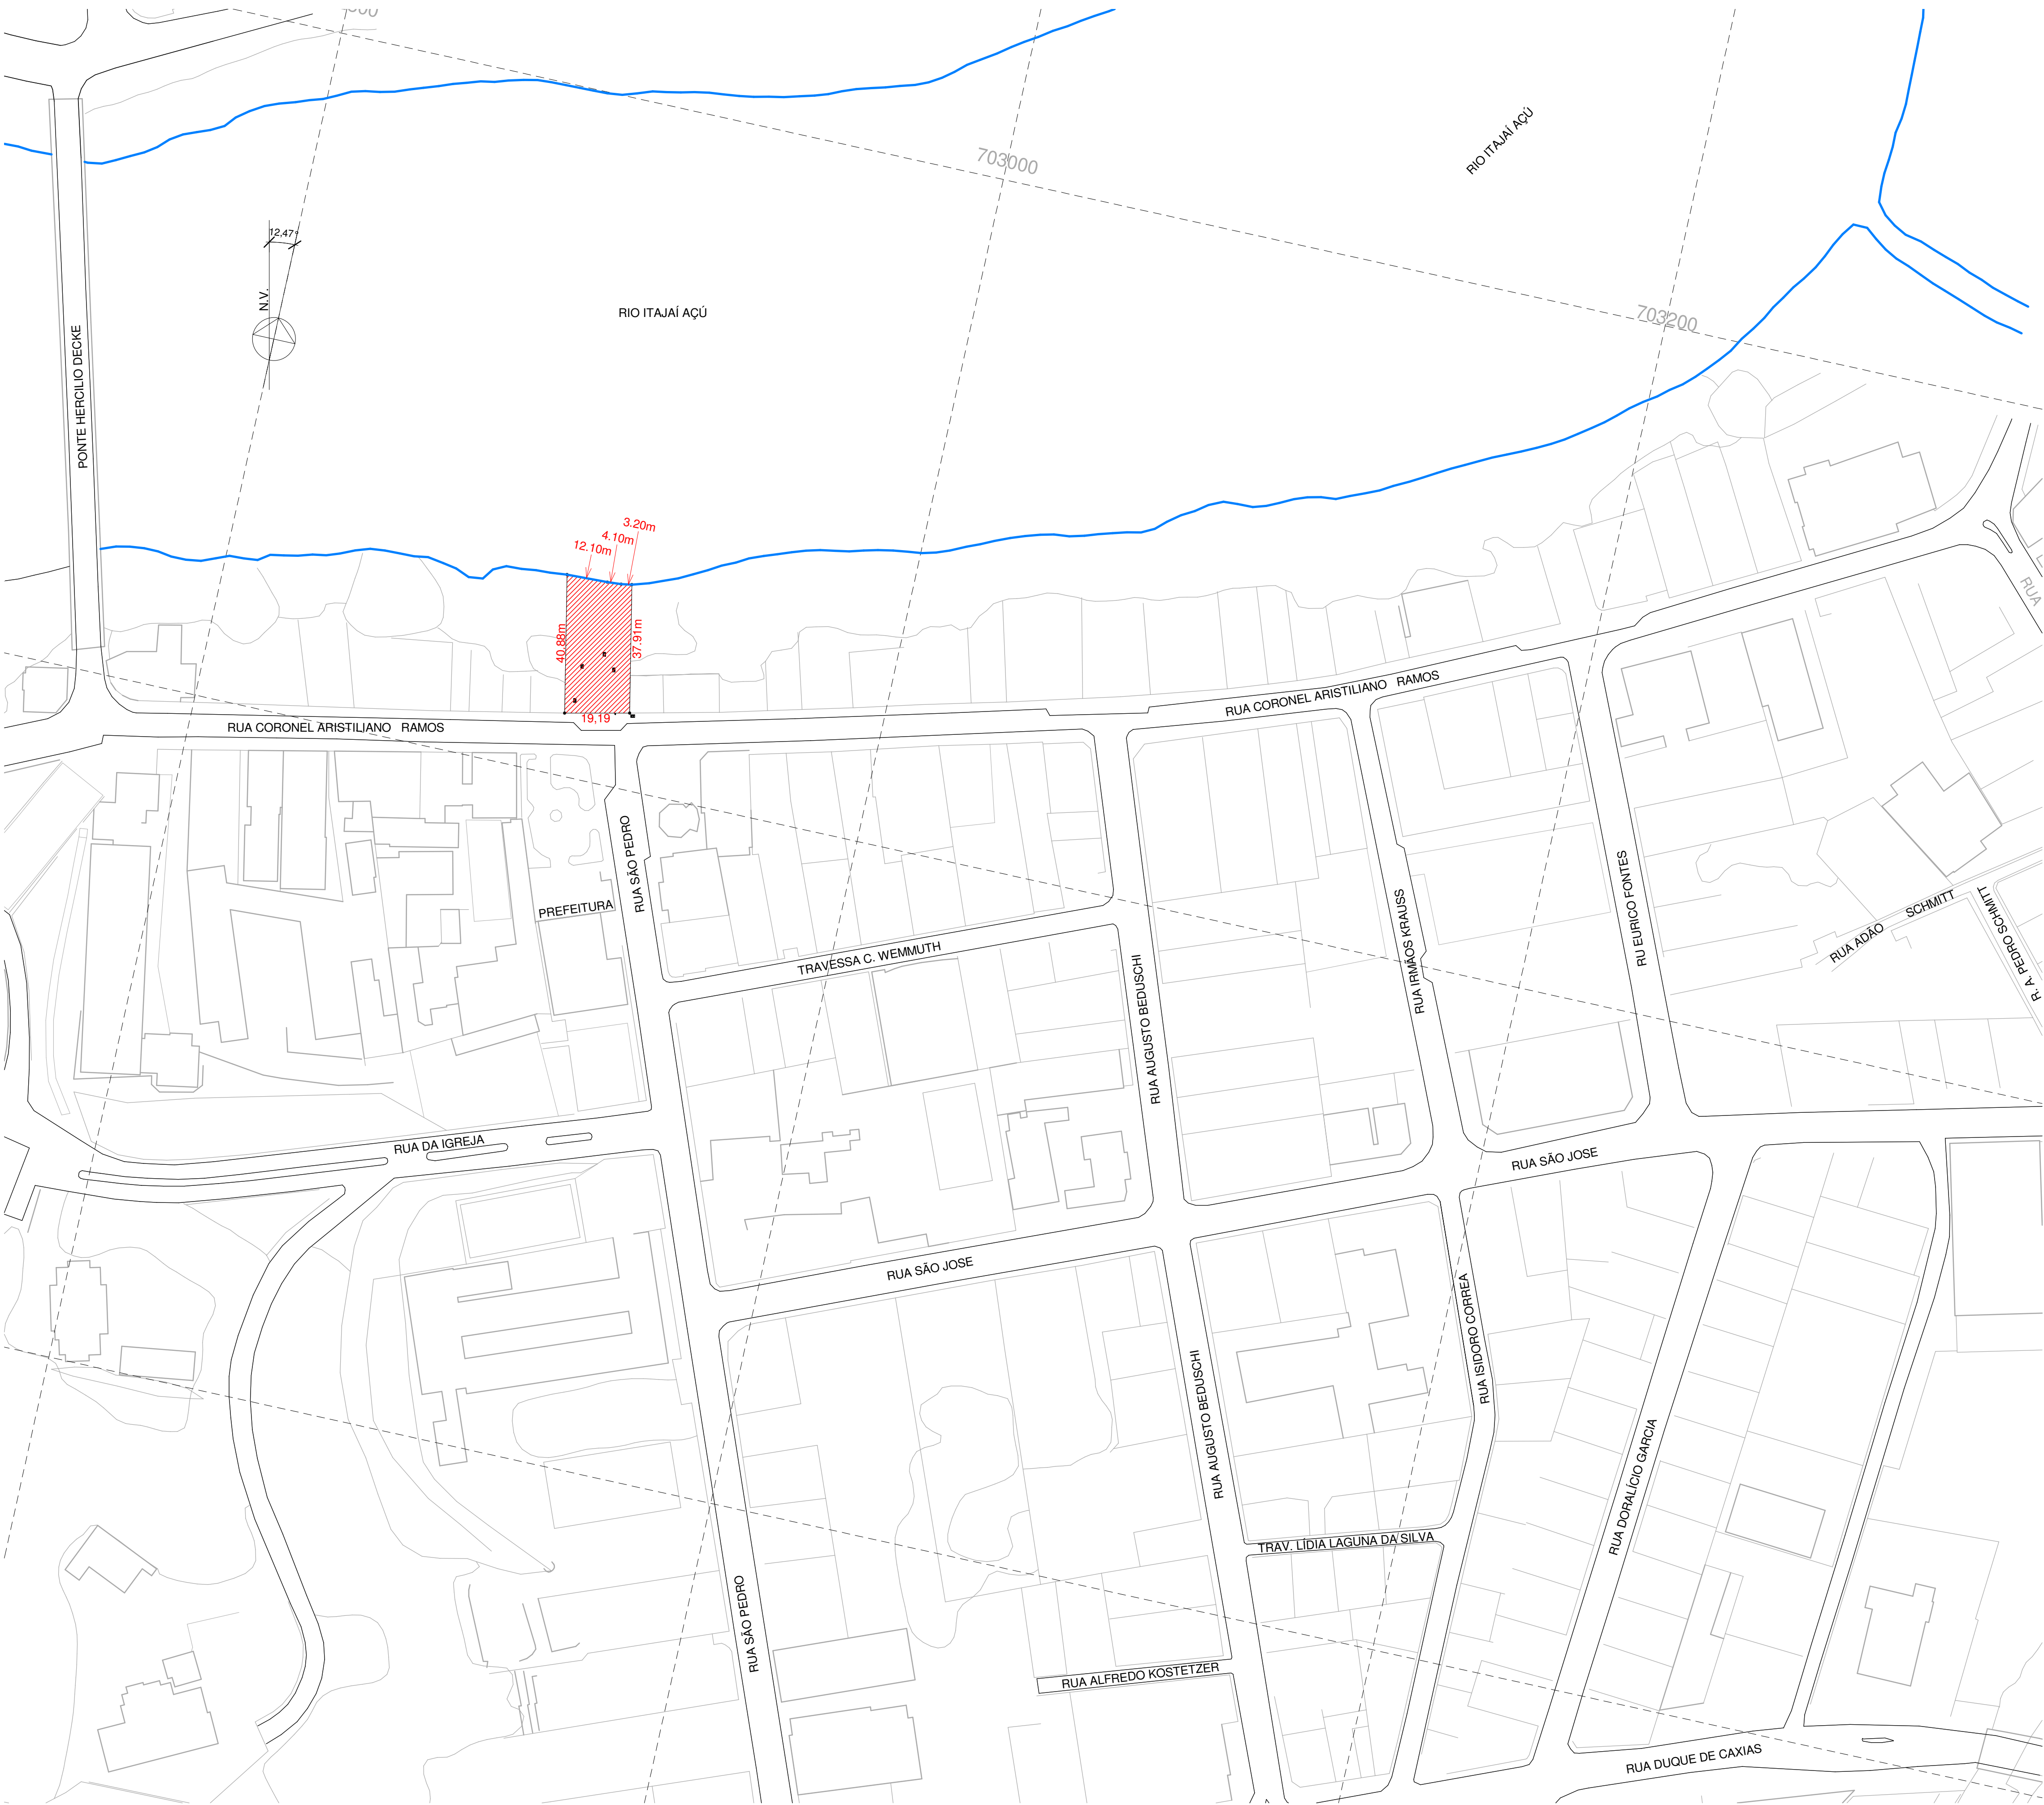 703000
RIO ITAJAÍ AÇÚ
12,47°
N.V.
RIO ITAJAÍ AÇÚ
703200
PONTE HERCILIO DECKE
3.20m
4.10m
12.10m
40.88m
37.91m
19,19
RUA
RUA CORONEL ARISTILIANO RAMOS
RUA CORONEL ARISTILIANO RAMOS
RUA SÃO PEDRO
PREFEITURA
TRAVESSA C. WEMMUTH
RUA AUGUSTO BEDUSCHI
RUA IRMÃOS KRAUSS
RU EURICO FONTES
RUA ADÃO SCHMITT
R. A. PEDRO SCHMITT
RUA DA IGREJA
RUA SÃO JOSE
RUA SÃO JOSE
RUA ISIDORO CORREA
RUA AUGUSTO BEDUSCHI
RUA DORALÍCIO GARCIA
TRAV. LÍDIA LAGUNA DA SILVA
RUA SÃO PEDRO
RUA ALFREDO KOSTETZER
RUA DUQUE DE CAXIAS